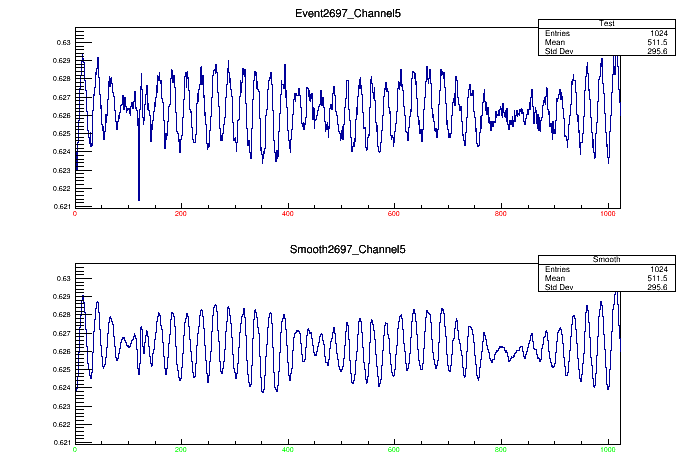 Event2697_Channel5
Test
Entries 1024
Mean 511.5
Std Dev 295.6
0.63
0.629
0.628
0.627
0.626
0.625
0.624
0.623
0.622
0.621
0 200 400 600 800 1000
Smooth2697_Channel5
Smooth
Entries 1024
Mean 511.5
Std Dev 295.6
0.63
0.629
0.628
0.627
0.626
0.625
0.624
0.623
0.622
0.621
0 200 400 600 800 1000